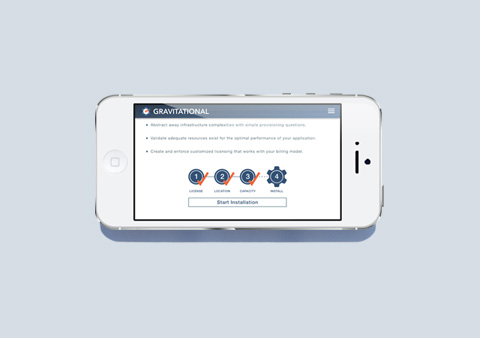 GRAVITATIONAL
Abstract away infrastructure complexities with simple provisioning questions.
Validate adequate resources exist for the optimal performance of your application.
Create and enforce customized licensing that works with your billing model.
1 2 3 4
LICENSE LOCATION CAPACITY INSTALL
Start Installation